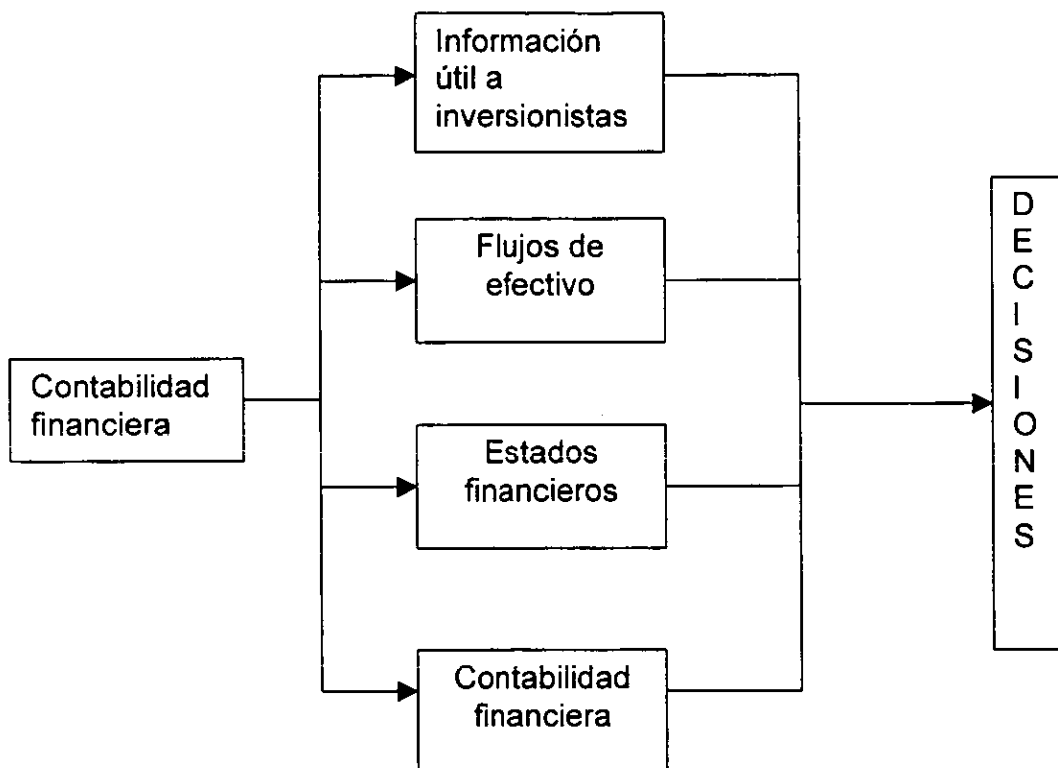 Información
útil a
inversionistas
Flujos de
efectivo
Contabilidad
financiera
Estados
financieros
Contabilidad
financiera
D
E
C
I
S
I
O
N
E
S